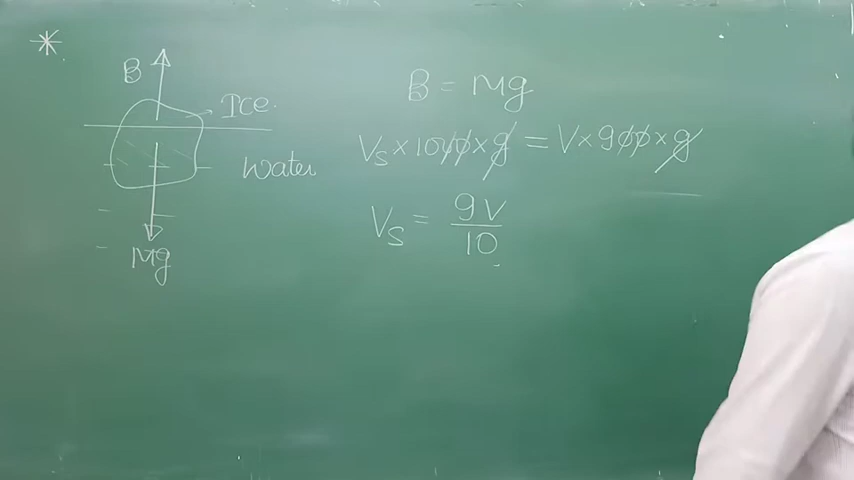 *
B
Ice.
Water
Mg
B = Mg
Vs × 1000 × g = V × 900 × g
Vs = 9V
10